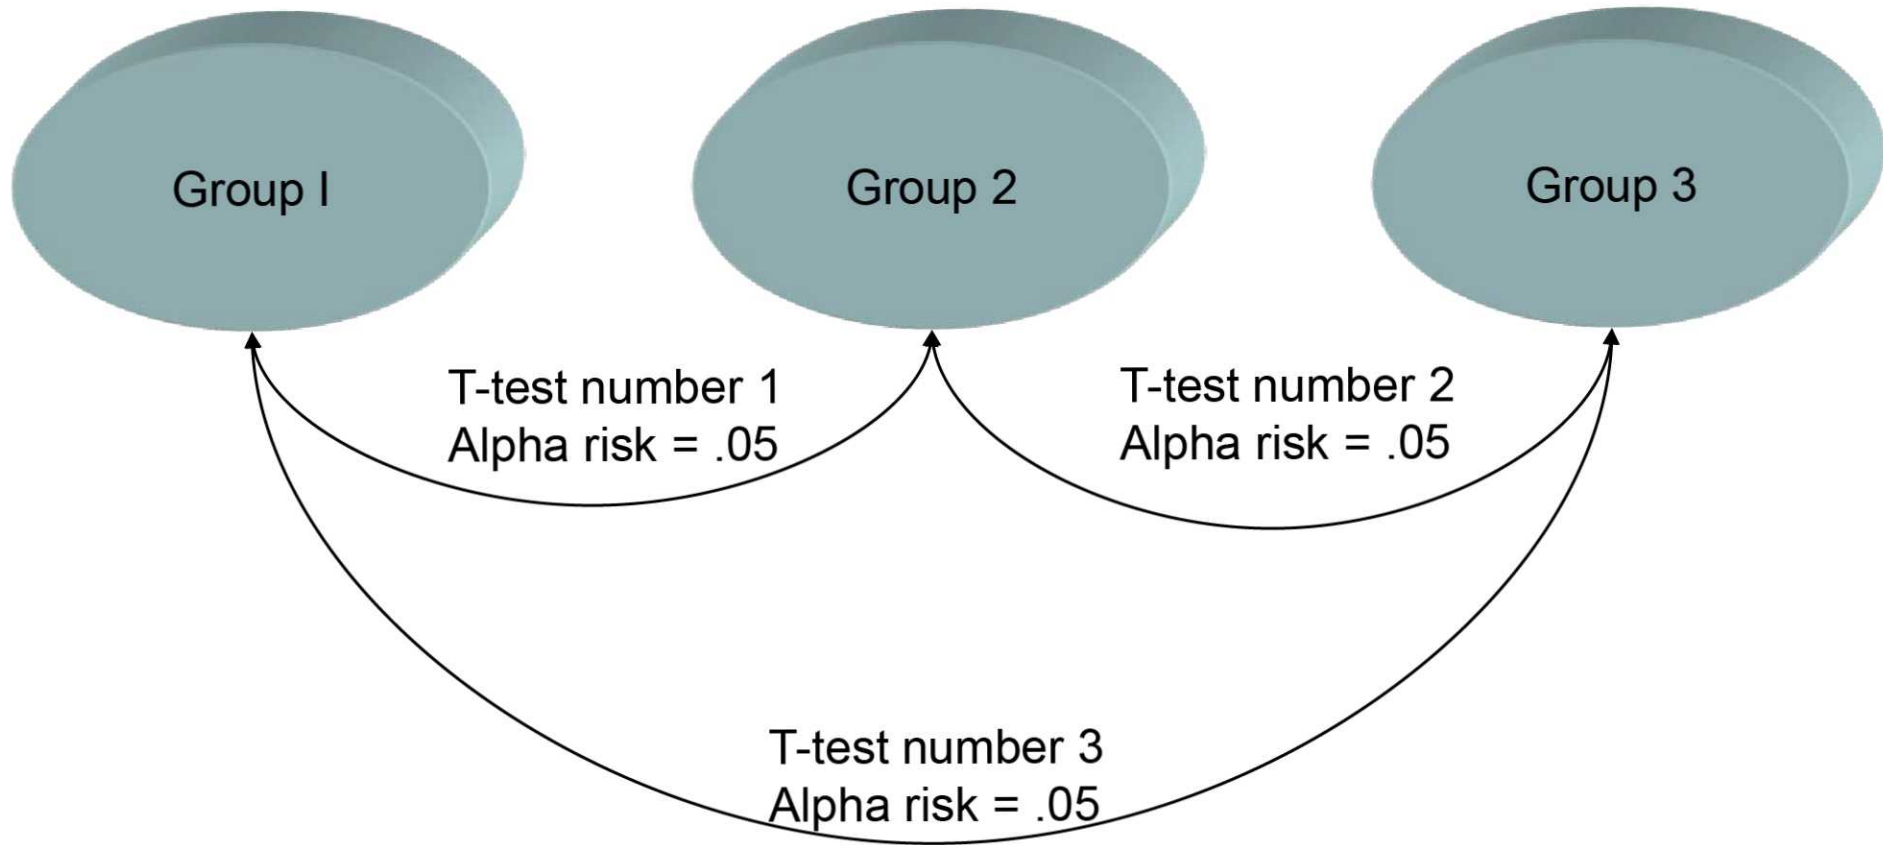 Group I
Group 2
Group 3
T-test number 1
Alpha risk = .05
T-test number 2
Alpha risk = .05
T-test number 3
Alpha risk = .05